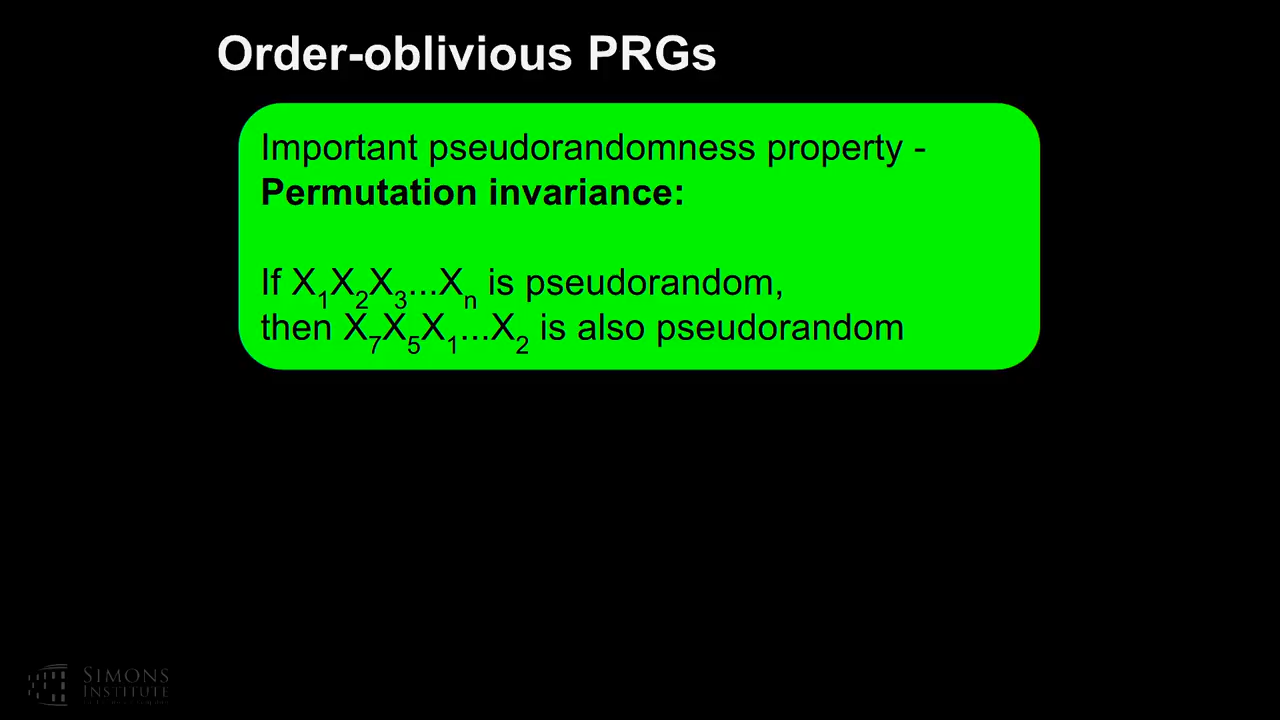 Order-oblivious PRGs
Important pseudorandomness property -
Permutation invariance:
If X₁X₂X₃...Xₙ is pseudorandom,
then X₇X₅X₁...X₂ is also pseudorandom
SIMONS
INSTITUTE